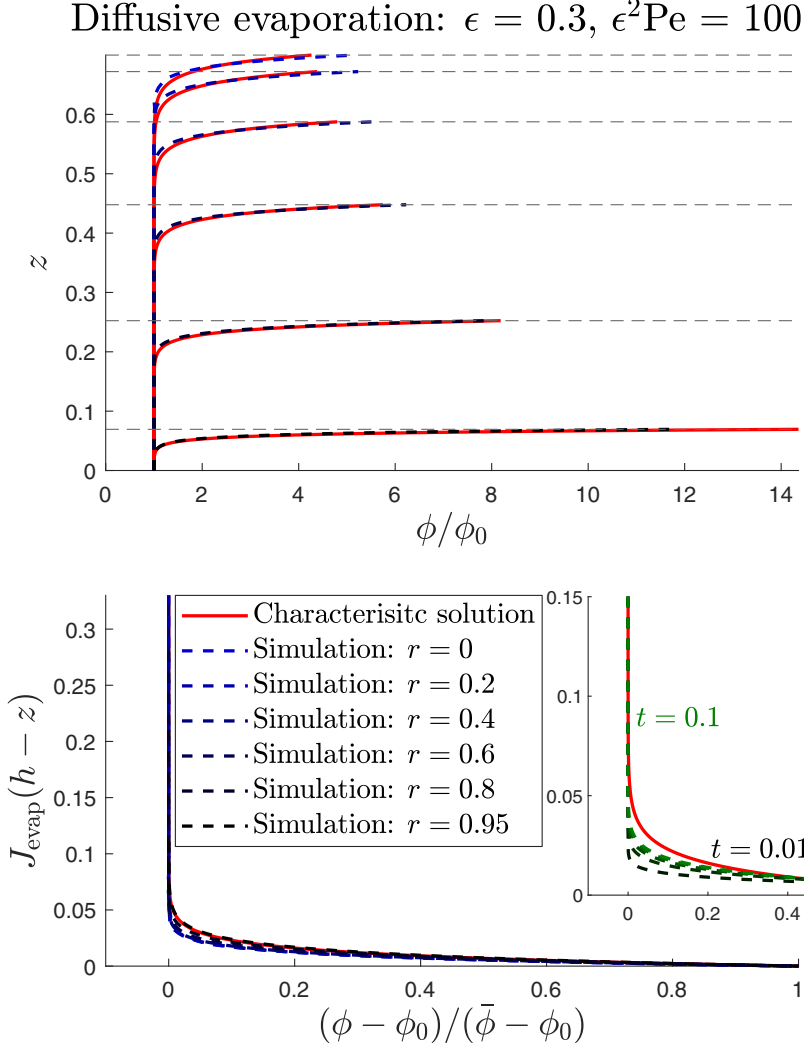 Diffusive evaporation: ϵ = 0.3, ϵ²Pe = 100
0.6
0.5
0.4
0.3
0.2
0.1
0
z
0 2 4 6 8 10 12 14
ϕ/ϕ₀
0.3
0.25
0.2
0.15
0.1
0.05
0
J_evap(h − z)
Characterisitc solution
Simulation: r = 0
Simulation: r = 0.2
Simulation: r = 0.4
Simulation: r = 0.6
Simulation: r = 0.8
Simulation: r = 0.95
0.15
0.1
0.05
0
t = 0.1
t = 0.01
0 0.2 0.4
0 0.2 0.4 0.6 0.8 1
(ϕ − ϕ₀)/(ϕ̄ − ϕ₀)